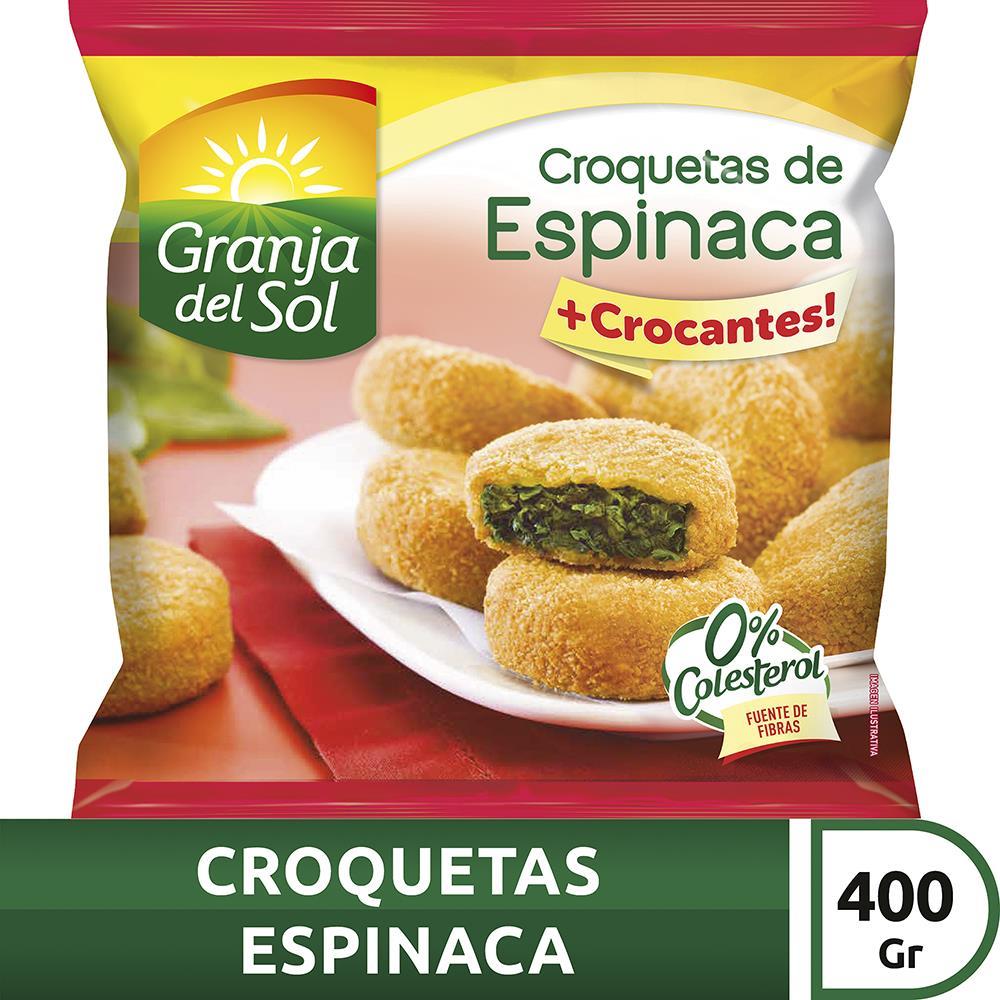 Granja
del Sol
Croquetas de
Espinaca
+Crocantes!
0%
Colesterol
FUENTE DE
FIBRAS
IMAGEN ILUSTRATIVA
CROQUETAS
ESPINACA
400
Gr